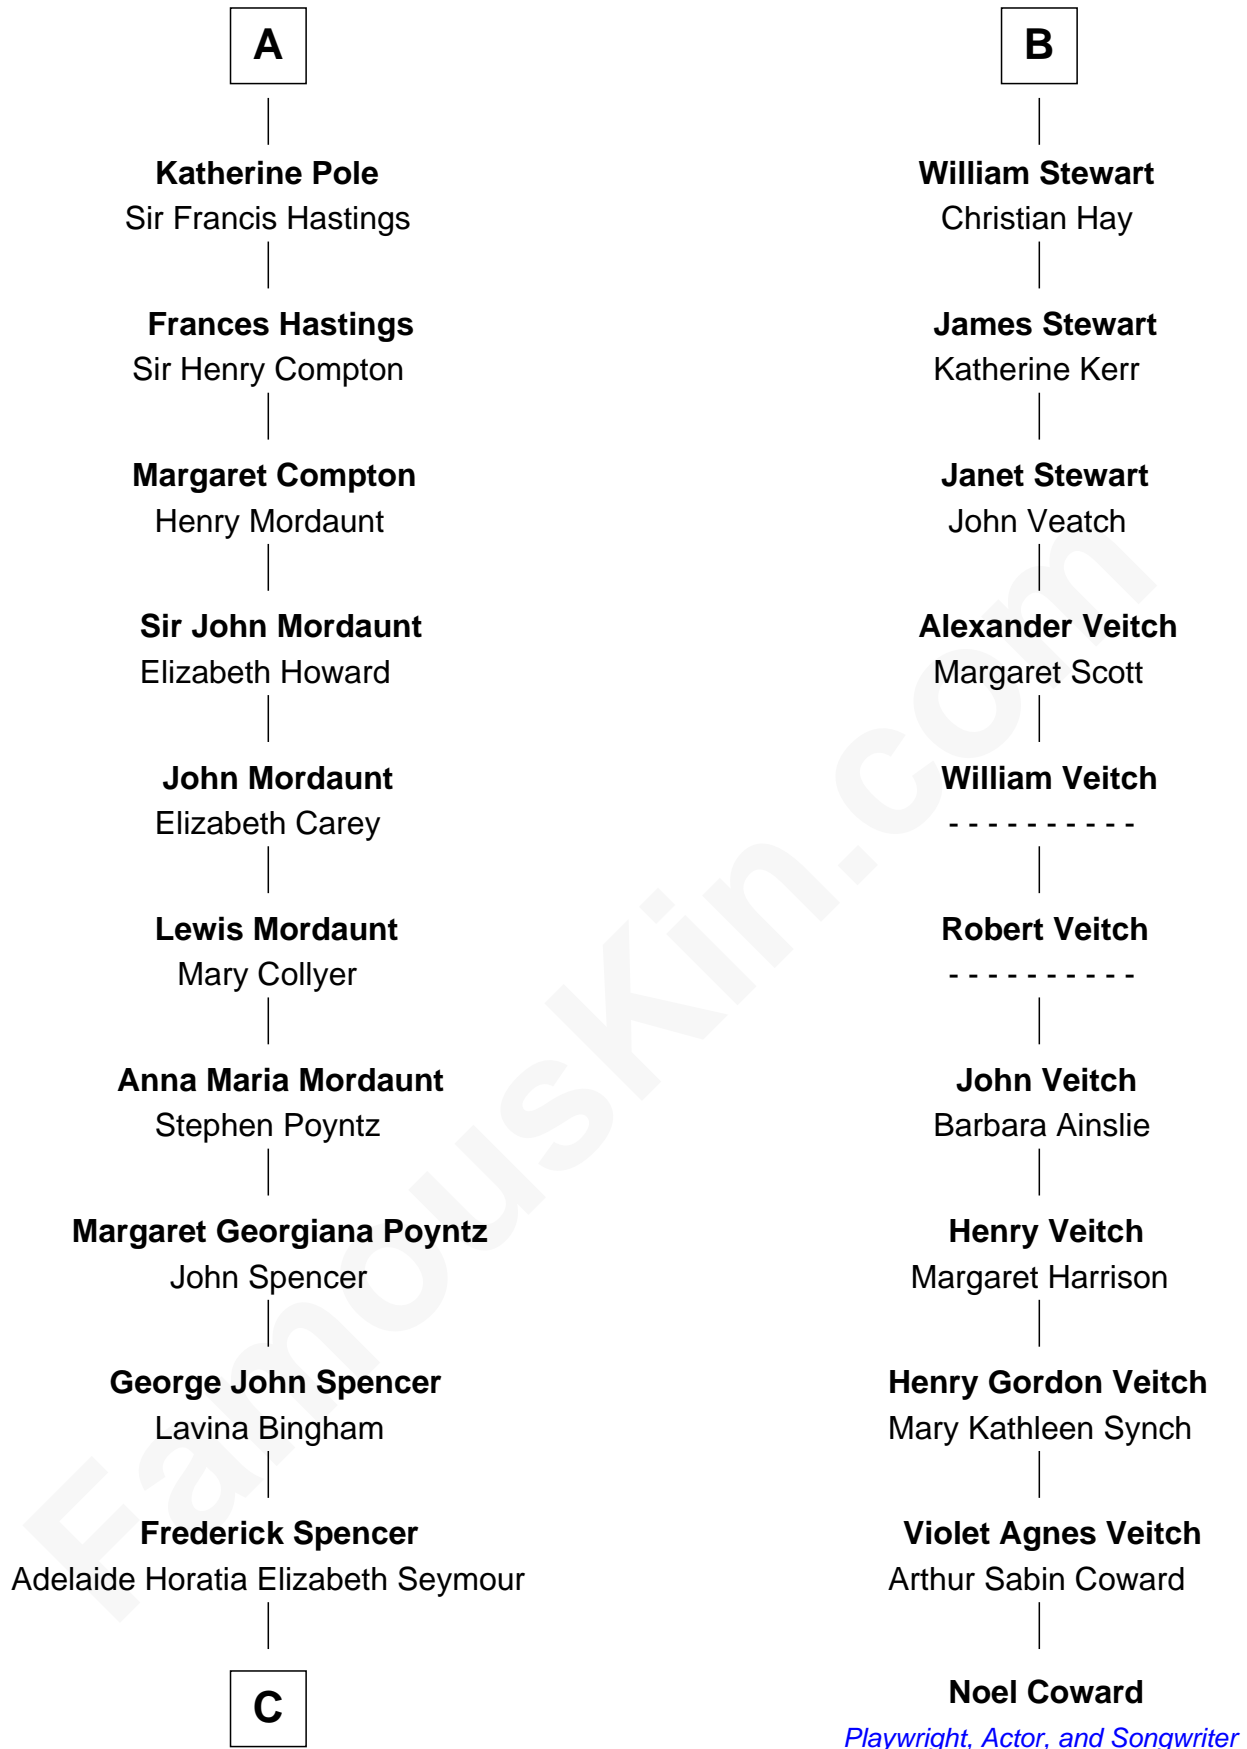 A
Katherine Pole
Sir Francis Hastings
Frances Hastings
Sir Henry Compton
Margaret Compton
Henry Mordaunt
Sir John Mordaunt
Elizabeth Howard
John Mordaunt
Elizabeth Carey
Lewis Mordaunt
Mary Collyer
Anna Maria Mordaunt
Stephen Poyntz
Margaret Georgiana Poyntz
John Spencer
George John Spencer
Lavina Bingham
Frederick Spencer
Adelaide Horatia Elizabeth Seymour
C
B
William Stewart
Christian Hay
James Stewart
Katherine Kerr
Janet Stewart
John Veatch
Alexander Veitch
Margaret Scott
William Veitch
- - - - - - - - - -
Robert Veitch
- - - - - - - - - -
John Veitch
Barbara Ainslie
Henry Veitch
Margaret Harrison
Henry Gordon Veitch
Mary Kathleen Synch
Violet Agnes Veitch
Arthur Sabin Coward
Noel Coward
Playwright, Actor, and Songwriter
FamousKin.com